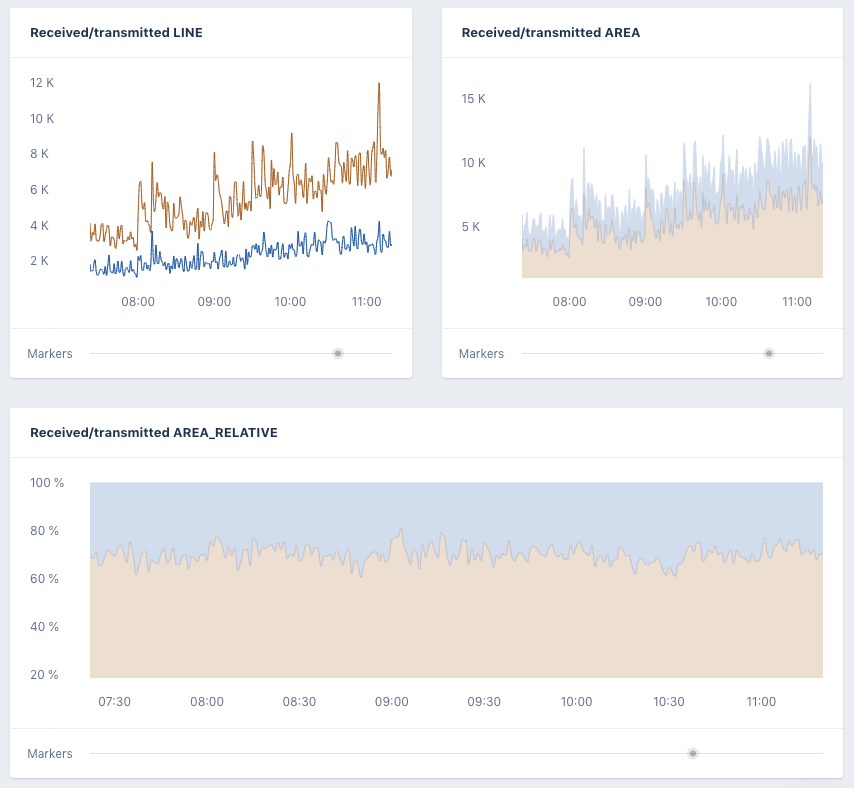 Received/transmitted LINE
12 K
10 K
8 K
6 K
4 K
2 K
08:00 09:00 10:00 11:00
Markers
Received/transmitted AREA
15 K
10 K
5 K
08:00 09:00 10:00 11:00
Markers
Received/transmitted AREA_RELATIVE
100 %
80 %
60 %
40 %
20 %
07:30 08:00 08:30 09:00 09:30 10:00 10:30 11:00
Markers